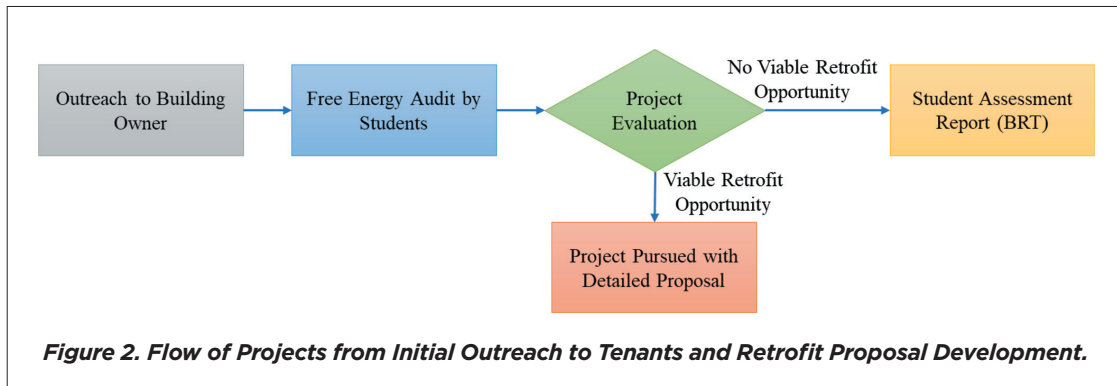 Outreach to Building
Owner
Free Energy Audit by
Students
Project
Evaluation
No Viable Retrofit
Opportunity
Student Assessment
Report (BRT)
Viable Retrofit
Opportunity
Project Pursued with
Detailed Proposal
Figure 2. Flow of Projects from Initial Outreach to Tenants and Retrofit Proposal Development.